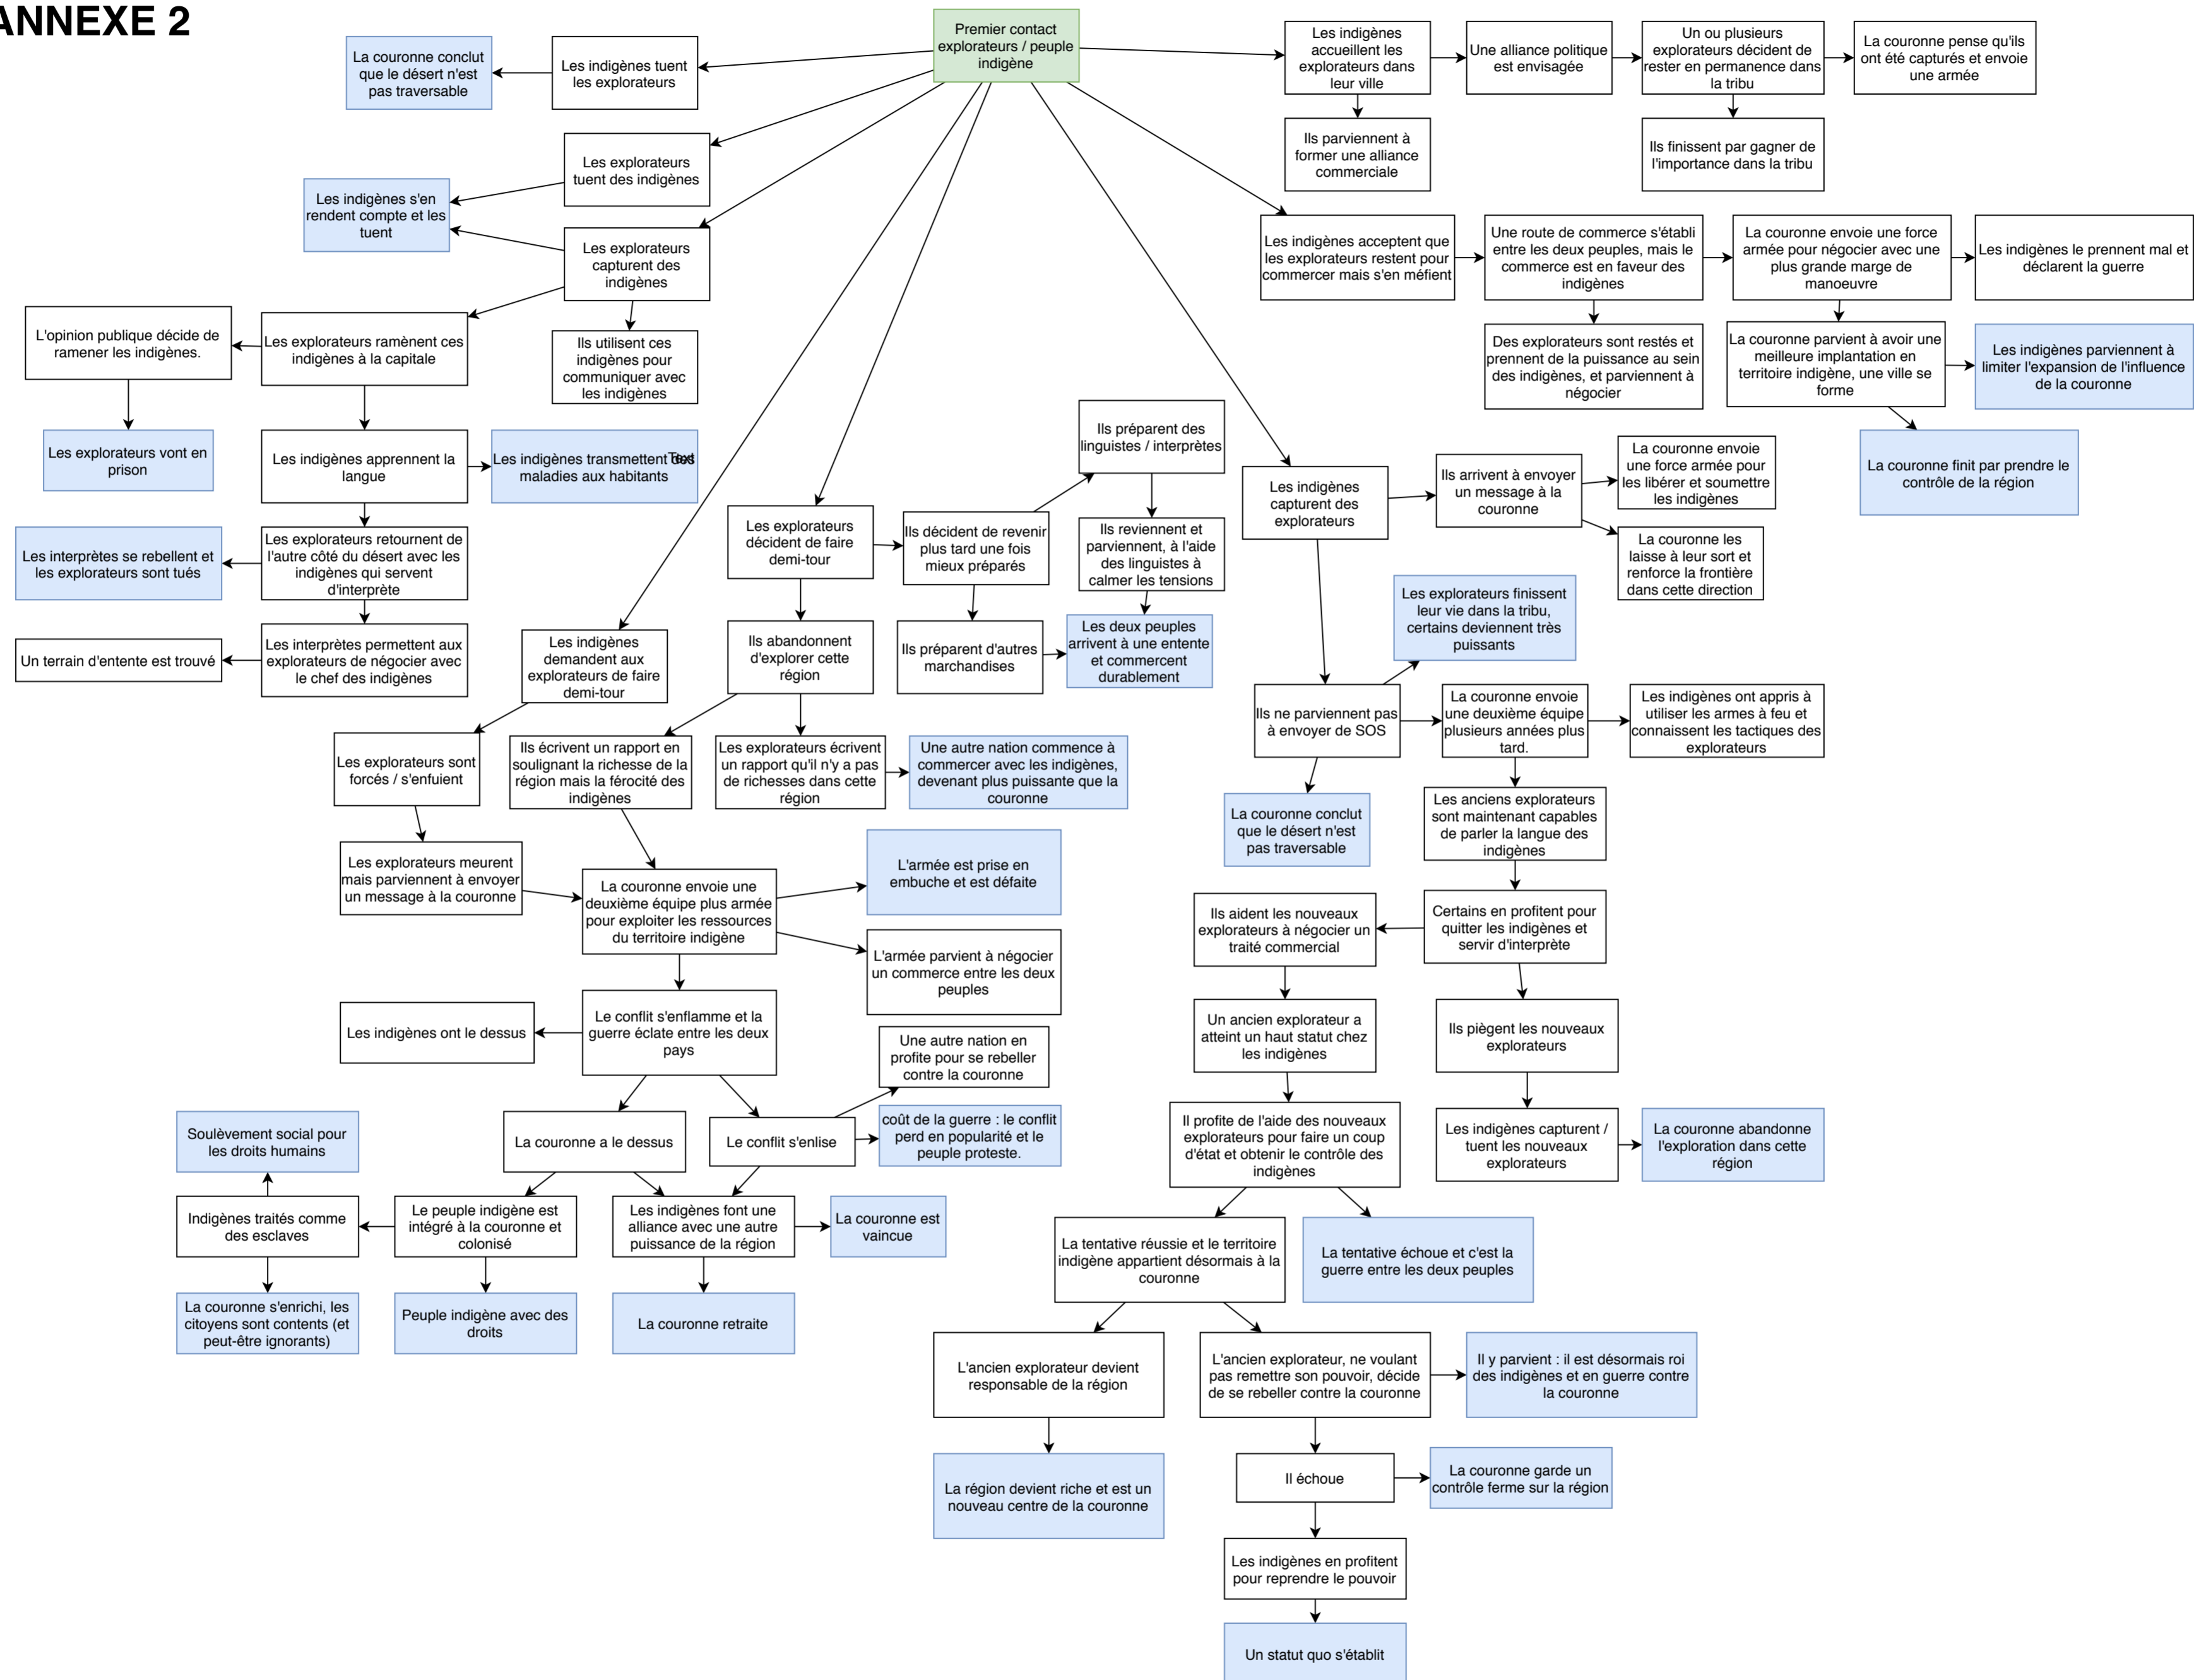 ANNEXE 2
Premier contact
explorateurs / peuple
indigène
La couronne conclut
que le désert n'est
pas traversable
Les indigènes tuent
les explorateurs
Les indigènes
accueillent les
explorateurs dans
leur ville
Une alliance politique
est envisagée
Un ou plusieurs
explorateurs décident de
rester en permanence dans
la tribu
La couronne pense qu'ils
ont été capturés et envoie
une armée
Ils parviennent à
former une alliance
commerciale
Ils finissent par gagner de
l'importance dans la tribu
Les explorateurs
tuent des indigènes
Les indigènes s'en
rendent compte et les
tuent
Les explorateurs
capturent des
indigènes
Les indigènes acceptent que
les explorateurs restent pour
commercer mais s'en méfient
Une route de commerce s'établi
entre les deux peuples, mais le
commerce est en faveur des
indigènes
La couronne envoie une force
armée pour négocier avec une
plus grande marge de
manoeuvre
Les indigènes le prennent mal et
déclarent la guerre
L'opinion publique décide de
ramener les indigènes.
Les explorateurs ramènent ces
indigènes à la capitale
Ils utilisent ces
indigènes pour
communiquer avec
les indigènes
Des explorateurs sont restés et
prennent de la puissance au sein
des indigènes, et parviennent à
négocier
La couronne parvient à avoir une
meilleure implantation en
territoire indigène, une ville se
forme
Les indigènes parviennent à
limiter l'expansion de l'influence
de la couronne
Les explorateurs vont en
prison
Les indigènes apprennent la
langue
Les indigènes transmettent des
maladies aux habitants
Text
Ils préparent des
linguistes / interprètes
Les indigènes
capturent des
explorateurs
Ils arrivent à envoyer
un message à la
couronne
La couronne envoie
une force armée pour
les libérer et soumettre
les indigènes
La couronne finit par prendre le
contrôle de la région
Les interprètes se rebellent et
les explorateurs sont tués
Les explorateurs retournent de
l'autre côté du désert avec les
indigènes qui servent
d'interprète
Les explorateurs
décident de faire
demi-tour
Ils décident de revenir
plus tard une fois
mieux préparés
Ils reviennent et
parviennent, à l'aide
des linguistes à
calmer les tensions
La couronne les
laisse à leur sort et
renforce la frontière
dans cette direction
Un terrain d'entente est trouvé
Les interprètes permettent aux
explorateurs de négocier avec
le chef des indigènes
Les indigènes
demandent aux
explorateurs de faire
demi-tour
Ils abandonnent
d'explorer cette
région
Ils préparent d'autres
marchandises
Les deux peuples
arrivent à une entente
et commercent
durablement
Les explorateurs finissent
leur vie dans la tribu,
certains deviennent très
puissants
Ils ne parviennent pas
à envoyer de SOS
La couronne envoie
une deuxième équipe
plusieurs années plus
tard.
Les indigènes ont appris à
utiliser les armes à feu et
connaissent les tactiques des
explorateurs
Les explorateurs sont
forcés / s'enfuient
Ils écrivent un rapport en
soulignant la richesse de la
région mais la férocité des
indigènes
Les explorateurs écrivent
un rapport qu'il n'y a pas
de richesses dans cette
région
Une autre nation commence à
commercer avec les indigènes,
devenant plus puissante que la
couronne
La couronne conclut
que le désert n'est
pas traversable
Les anciens explorateurs
sont maintenant capables
de parler la langue des
indigènes
Les explorateurs meurent
mais parviennent à envoyer
un message à la couronne
La couronne envoie une
deuxième équipe plus armée
pour exploiter les ressources
du territoire indigène
L'armée est prise en
embuche et est défaite
L'armée parvient à négocier
un commerce entre les deux
peuples
Ils aident les nouveaux
explorateurs à négocier un
traité commercial
Certains en profitent pour
quitter les indigènes et
servir d'interprète
Les indigènes ont le dessus
Le conflit s'enflamme et la
guerre éclate entre les deux
pays
Une autre nation en
profite pour se rebeller
contre la couronne
Un ancien explorateur a
atteint un haut statut chez
les indigènes
Ils piègent les nouveaux
explorateurs
Soulèvement social pour
les droits humains
La couronne a le dessus
Le conflit s'enlise
coût de la guerre : le conflit
perd en popularité et le
peuple proteste.
Il profite de l'aide des nouveaux
explorateurs pour faire un coup
d'état et obtenir le contrôle des
indigènes
Les indigènes capturent /
tuent les nouveaux
explorateurs
La couronne abandonne
l'exploration dans cette
région
Indigènes traités comme
des esclaves
Le peuple indigène est
intégré à la couronne et
colonisé
Les indigènes font une
alliance avec une autre
puissance de la région
La couronne est
vaincue
La tentative réussie et le territoire
indigène appartient désormais à la
couronne
La tentative échoue et c'est la
guerre entre les deux peuples
La couronne s'enrichi, les
citoyens sont contents (et
peut-être ignorants)
Peuple indigène avec des
droits
La couronne retraite
L'ancien explorateur devient
responsable de la région
L'ancien explorateur, ne voulant
pas remettre son pouvoir, décide
de se rebeller contre la couronne
Il y parvient : il est désormais roi
des indigènes et en guerre contre
la couronne
La région devient riche et est un
nouveau centre de la couronne
Il échoue
La couronne garde un
contrôle ferme sur la région
Les indigènes en profitent
pour reprendre le pouvoir
Un statut quo s'établit